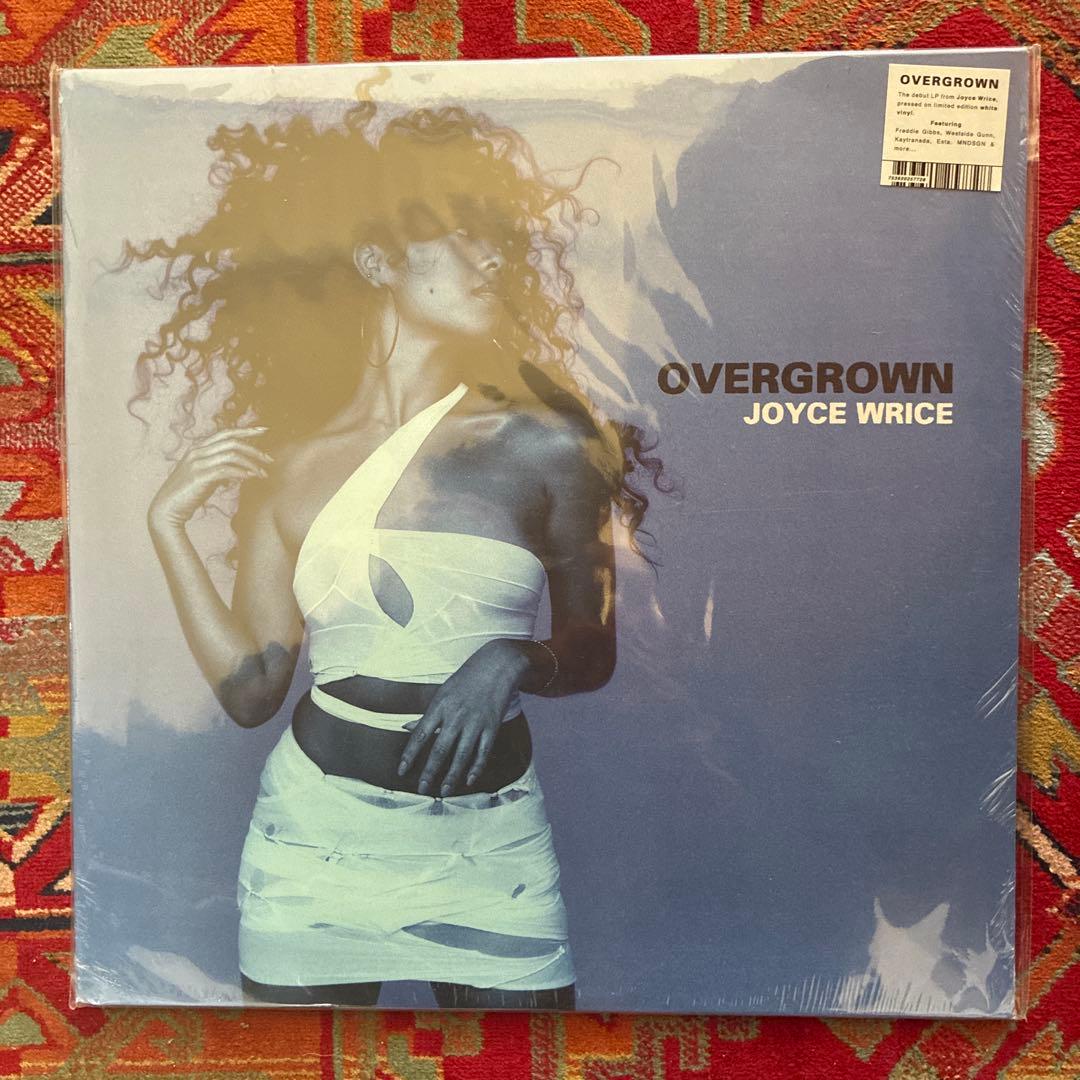 OVERGROWN
The debut LP from Joyce Wrice,
pressed on limited edition white
vinyl.
Featuring
Freddie Gibbs, Westside Gunn,
Kaytranada, Esta. MNDSGN &
more...
OVERGROWN
JOYCE WRICE